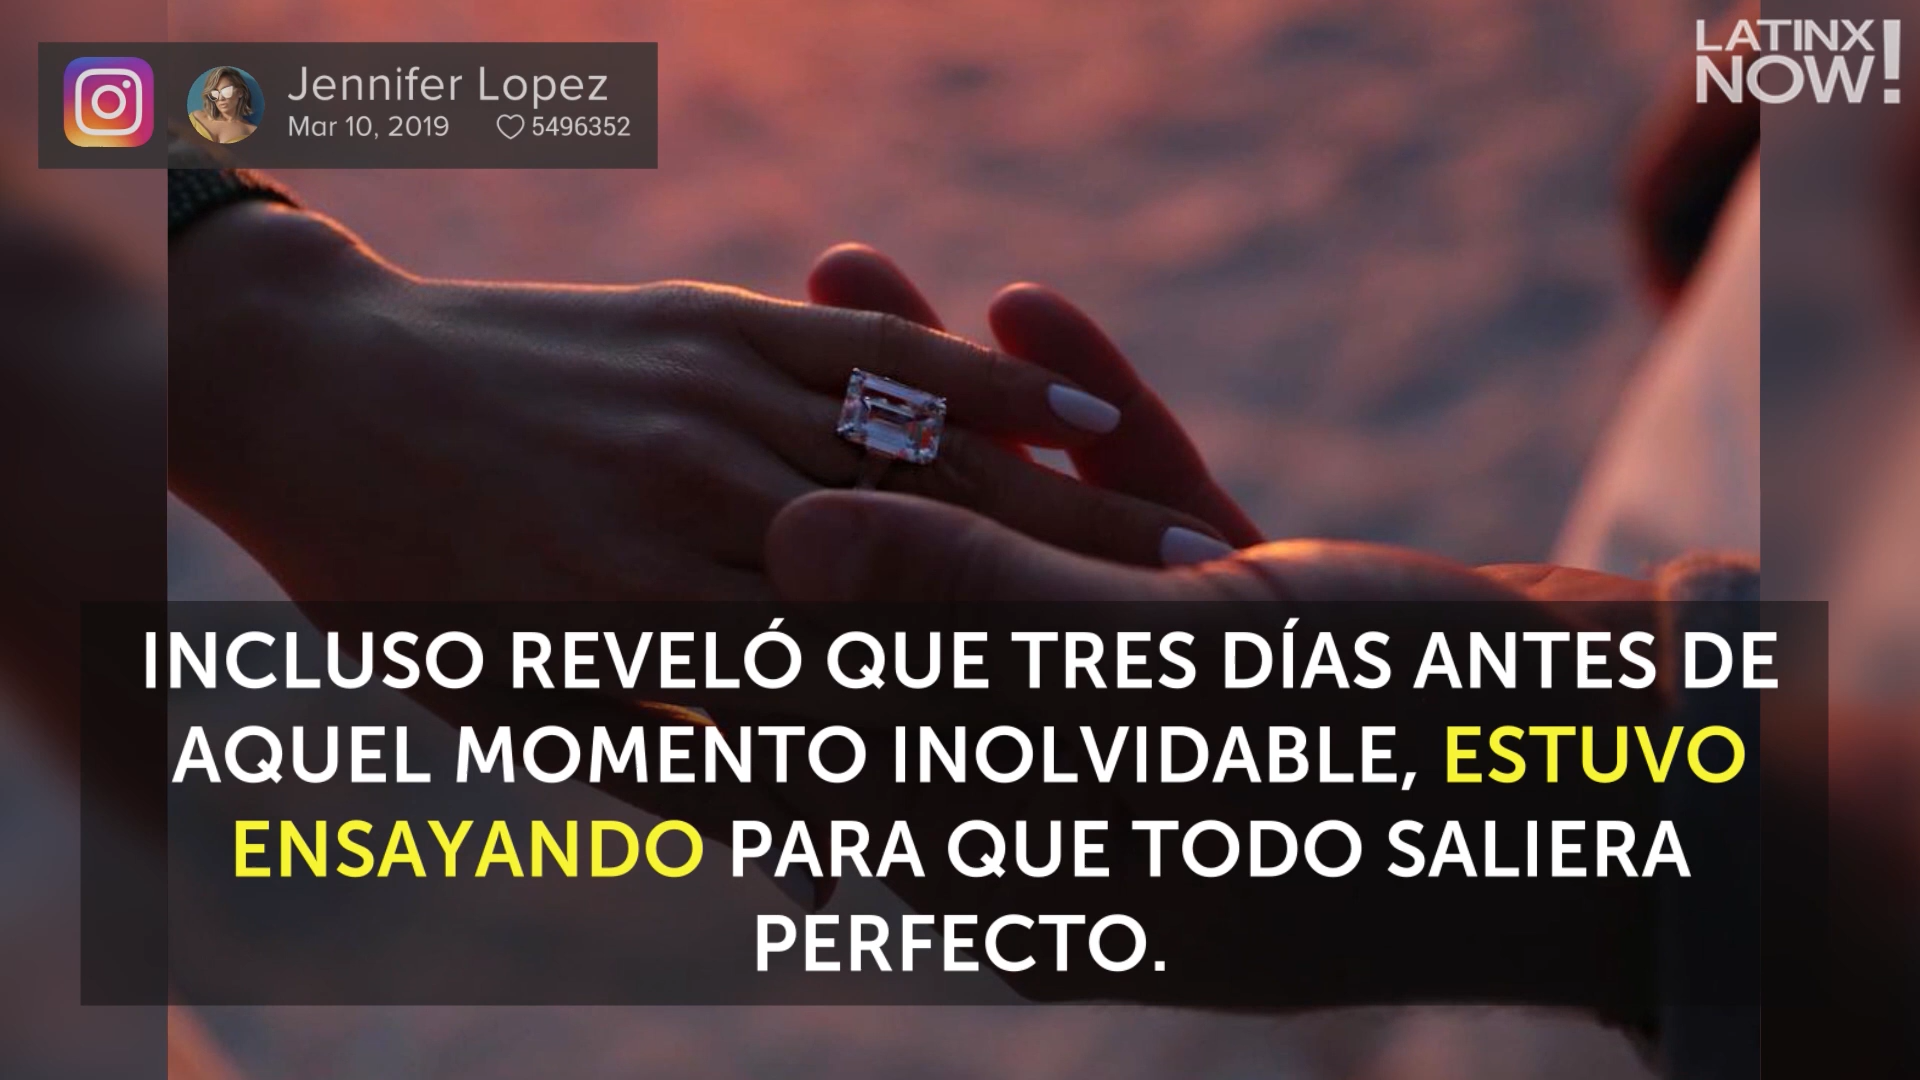 Jennifer Lopez
Mar 10, 2019 5496352
LATINX
NOW!
INCLUSO REVELÓ QUE TRES DÍAS ANTES DE
AQUEL MOMENTO INOLVIDABLE, ESTUVO
ENSAYANDO PARA QUE TODO SALIERA
PERFECTO.